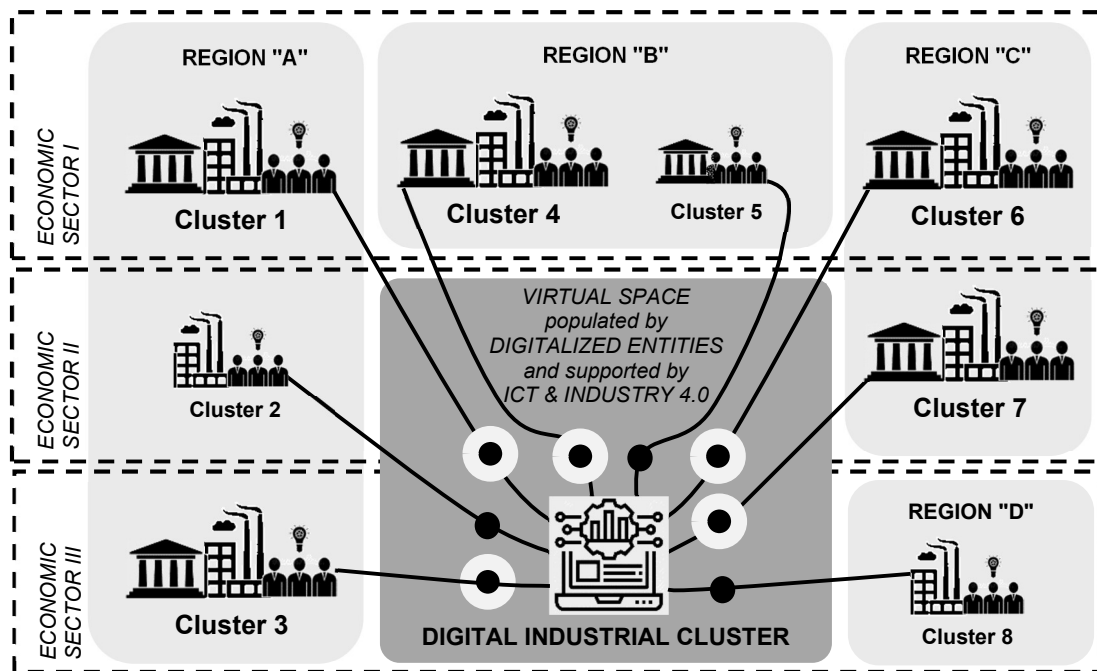 REGION "A"
REGION "B"
REGION "C"
ECONOMIC
SECTOR I
Cluster 1
Cluster 4
Cluster 5
Cluster 6
ECONOMIC
SECTOR II
VIRTUAL SPACE
populated by
DIGITALIZED ENTITIES
and supported by
ICT & INDUSTRY 4.0
Cluster 2
Cluster 7
ECONOMIC
SECTOR III
REGION "D"
Cluster 3
DIGITAL INDUSTRIAL CLUSTER
Cluster 8